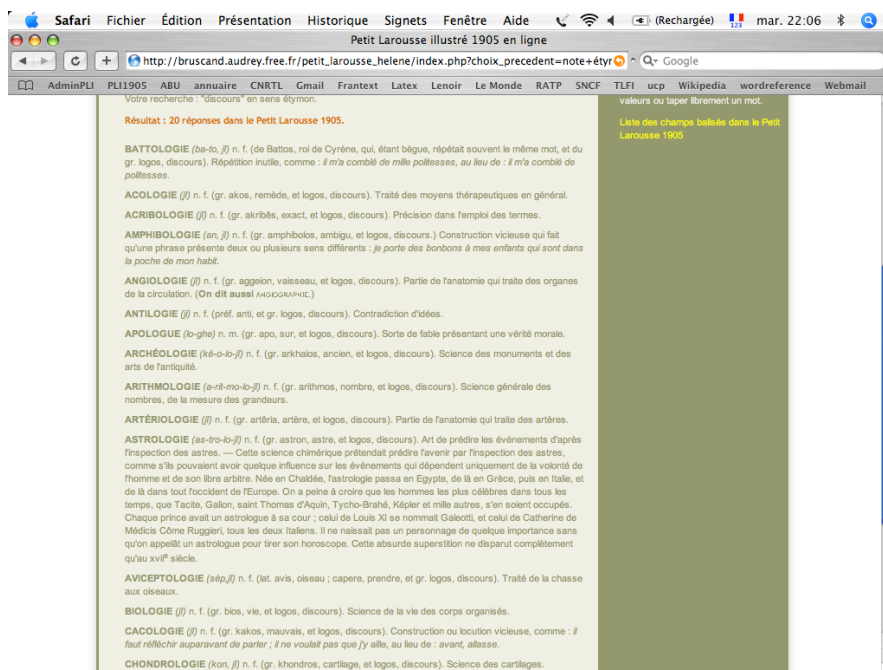 Safari Fichier Édition Présentation Historique Signets Fenêtre Aide (Rechargée) 123 mar. 22:06
Petit Larousse illustré 1905 en ligne
http://bruscand.audrey.free.fr/petit_larousse_helene/index.php?choix_precedent=note+étyr Google
AdminPLI PLI1905 ABU annuaire CNRTL Gmail Frantext Latex Lenoir Le Monde RATP SNCF TLFI ucp Wikipedia wordreference Webmail
Votre recherche : "discours" en sens étymon.
Résultat : 20 réponses dans le Petit Larousse 1905.
BATTOLOGIE (ba-to, jî) n. f. (de Battos, roi de Cyrène, qui, étant bègue, répétait souvent le même mot, et du
gr. logos, discours). Répétition inutile, comme : il m'a comblé de mille politesses, au lieu de : il m'a comblé de
politesses.
ACOLOGIE (jî) n. f. (gr. akos, remède, et logos, discours). Traité des moyens thérapeutiques en général.
ACRIBOLOGIE (jî) n. f. (gr. akribês, exact, et logos, discours). Précision dans l'emploi des termes.
AMPHIBOLOGIE (an, jî) n. f. (gr. amphibolos, ambigu, et logos, discours.) Construction vicieuse qui fait
qu'une phrase présente deux ou plusieurs sens différents : je porte des bonbons à mes enfants qui sont dans
la poche de mon habit.
ANGIOLOGIE (jî) n. f. (gr. aggeion, vaisseau, et logos, discours). Partie de l'anatomie qui traite des organes
de la circulation. (On dit aussi ANGIOGRAPHIE.)
ANTILOGIE (jî) n. f. (préf. anti, et gr. logos, discours). Contradiction d'idées.
APOLOGUE (lo-ghe) n. m. (gr. apo, sur, et logos, discours). Sorte de fable présentant une vérité morale.
ARCHÉOLOGIE (ké-o-lo-jî) n. f. (gr. arkhaios, ancien, et logos, discours). Science des monuments et des
arts de l'antiquité.
ARITHMOLOGIE (a-rit-mo-lo-jî) n. f. (gr. arithmos, nombre, et logos, discours). Science générale des
nombres, de la mesure des grandeurs.
ARTÉRIOLOGIE (jî) n. f. (gr. artêria, artère, et logos, discours). Partie de l'anatomie qui traite des artères.
ASTROLOGIE (as-tro-lo-jî) n. f. (gr. astron, astre, et logos, discours). Art de prédire les événements d'après
l'inspection des astres. — Cette science chimérique prétendait prédire l'avenir par l'inspection des astres,
comme s'ils pouvaient avoir quelque influence sur les événements qui dépendent uniquement de la volonté de
l'homme et de son libre arbitre. Née en Chaldée, l'astrologie passa en Egypte, de là en Grèce, puis en Italie, et
de là dans tout l'occident de l'Europe. On a peine à croire que les hommes les plus célèbres dans tous les
temps, que Tacite, Galion, saint Thomas d'Aquin, Tycho-Brahé, Képler et mille autres, s'en soient occupés.
Chaque prince avait un astrologue à sa cour ; celui de Louis XI se nommait Galeotti, et celui de Catherine de
Médicis Côme Ruggieri, tous les deux Italiens. Il ne naissait pas un personnage de quelque importance sans
qu'on appelât un astrologue pour tirer son horoscope. Cette absurde superstition ne disparut complètement
qu'au xviiᵉ siècle.
AVICEPTOLOGIE (sép,jî) n. f. (lat. avis, oiseau ; capere, prendre, et gr. logos, discours). Traité de la chasse
aux oiseaux.
BIOLOGIE (jî) n. f. (gr. bios, vie, et logos, discours). Science de la vie des corps organisés.
CACOLOGIE (jî) n. f. (gr. kakos, mauvais, et logos, discours). Construction ou locution vicieuse, comme : il
faut réfléchir auparavant de parler ; il ne voulait pas que j'y aille, au lieu de : avant, allasse.
CHONDROLOGIE (kon, jî) n. f. (gr. khondros, cartilage, et logos, discours). Science des cartilages.
valeurs ou taper librement un mot.
Liste des champs balisés dans le Petit
Larousse 1905